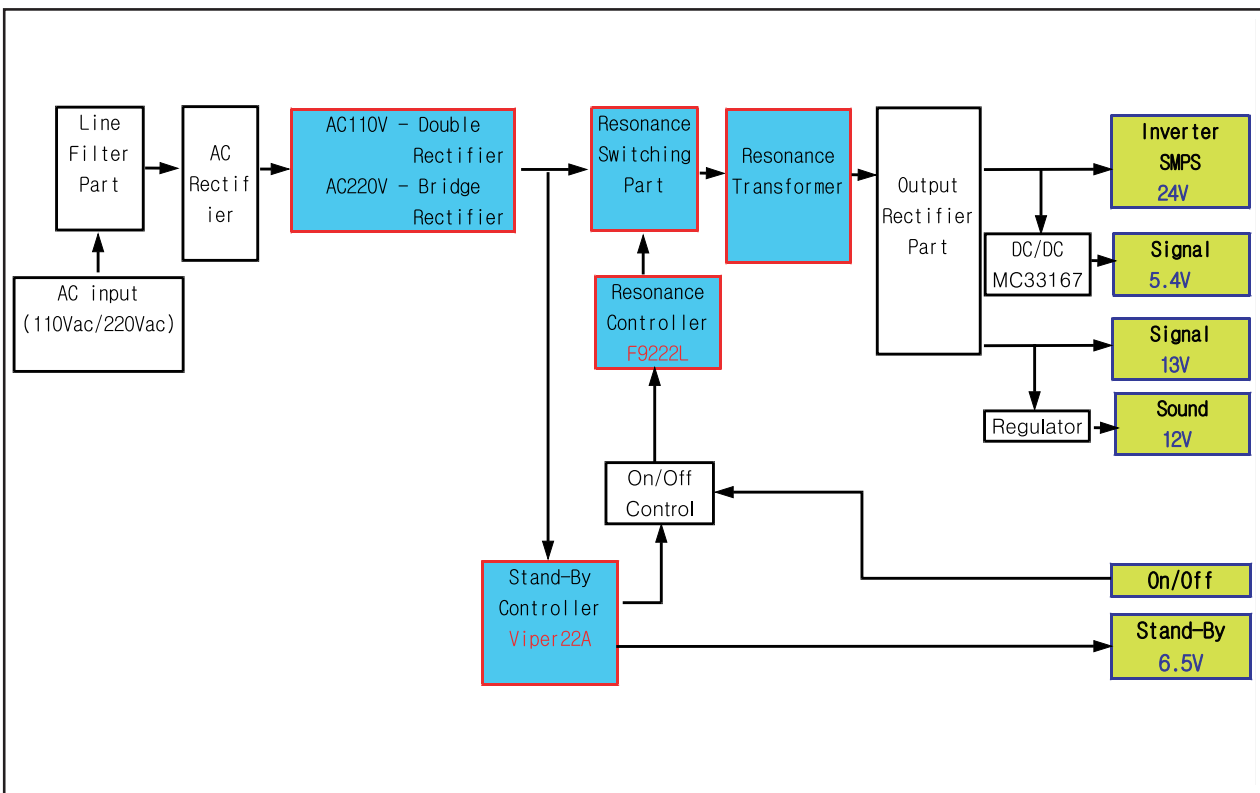 Line
Filter
Part
AC input
(110Vac/220Vac)
AC
Rectif
ier
AC110V - Double
Rectifier
AC220V - Bridge
Rectifier
Resonance
Switching
Part
Resonance
Controller
F9222L
Resonance
Transformer
Output
Rectifier
Part
Inverter
SMPS
24V
DC/DC
MC33167
Signal
5.4V
Signal
13V
Regulator
Sound
12V
On/Off
Control
On/Off
Stand-By
Controller
Viper22A
Stand-By
6.5V